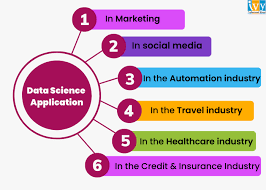 ivy
1
In Marketing
2
In social media
Data Science
Application
3
In the Automation industry
4
In the Travel industry
5
In the Healthcare industry
6
In the Credit & Insurance Industry